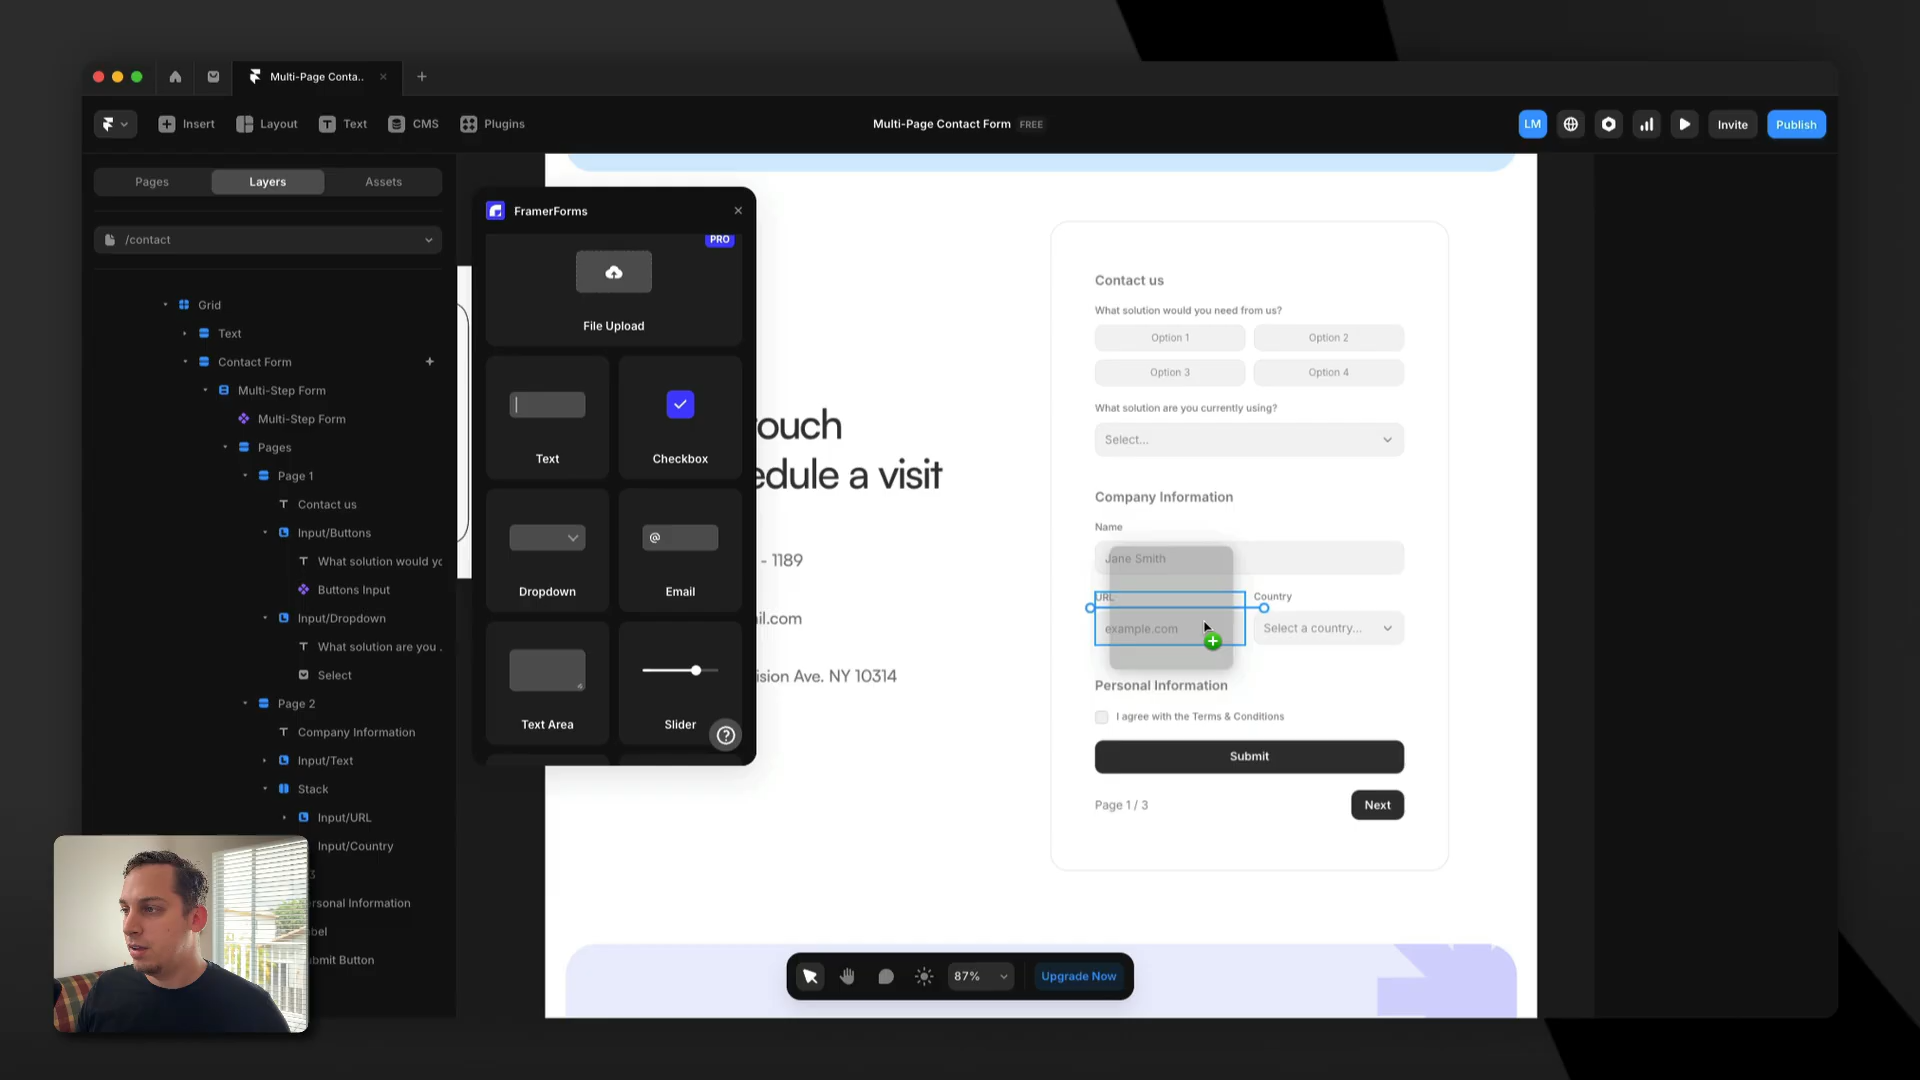 Multi-Page Conta..
Insert
Layout
Text
CMS
Plugins
Multi-Page Contact Form FREE
LM
Invite
Publish
Pages
Layers
Assets
/contact
Grid
Text
Contact Form
Multi-Step Form
Multi-Step Form
Pages
Page 1
Contact us
Input/Buttons
What solution would yo
Buttons Input
Input/Dropdown
What solution are you .
Select
Page 2
Company Information
Input/Text
Stack
Input/URL
Input/Country
3
rsonal Information
bel
bmit Button
FramerForms
PRO
File Upload
Text
Checkbox
Dropdown
@
Email
Text Area
Slider
ouch
edule a visit
- 1189
il.com
ision Ave. NY 10314
Contact us
What solution would you need from us?
Option 1
Option 2
Option 3
Option 4
What solution are you currently using?
Select...
Company Information
Name
Jane Smith
URL
Country
example.com
Select a country...
Personal Information
I agree with the Terms & Conditions
Submit
Page 1 / 3
Next
87%
Upgrade Now